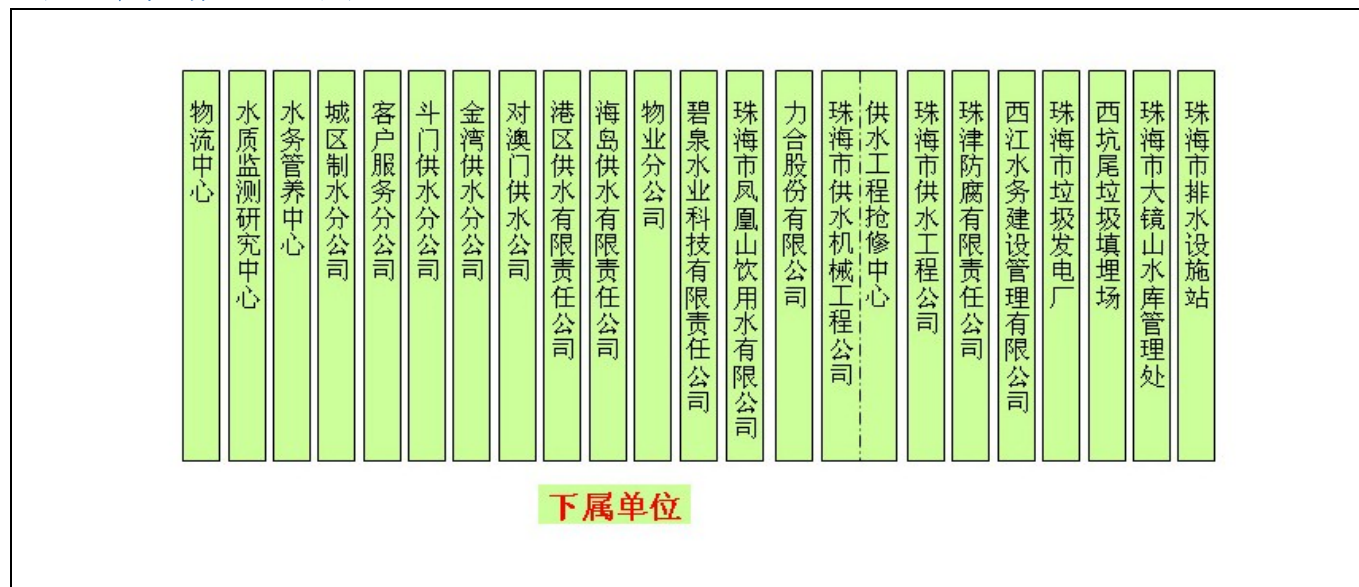 物流中心
水质监测研究中心
水务管养中心
城区制水分公司
客户服务分公司
斗门供水分公司
金湾供水分公司
对澳门供水公司
港区供水有限责任公司
海岛供水有限责任公司
物业分公司
碧泉水业科技有限责任公司
珠海市凤凰山饮用水有限公司
力合股份有限公司
珠海市供水机械工程公司
供水工程抢修中心
珠海市供水工程公司
珠津防腐有限责任公司
西江水务建设管理有限公司
珠海市垃圾发电厂
西坑尾垃圾填埋场
珠海市大镜山水库管理处
珠海市排水设施站
下属单位